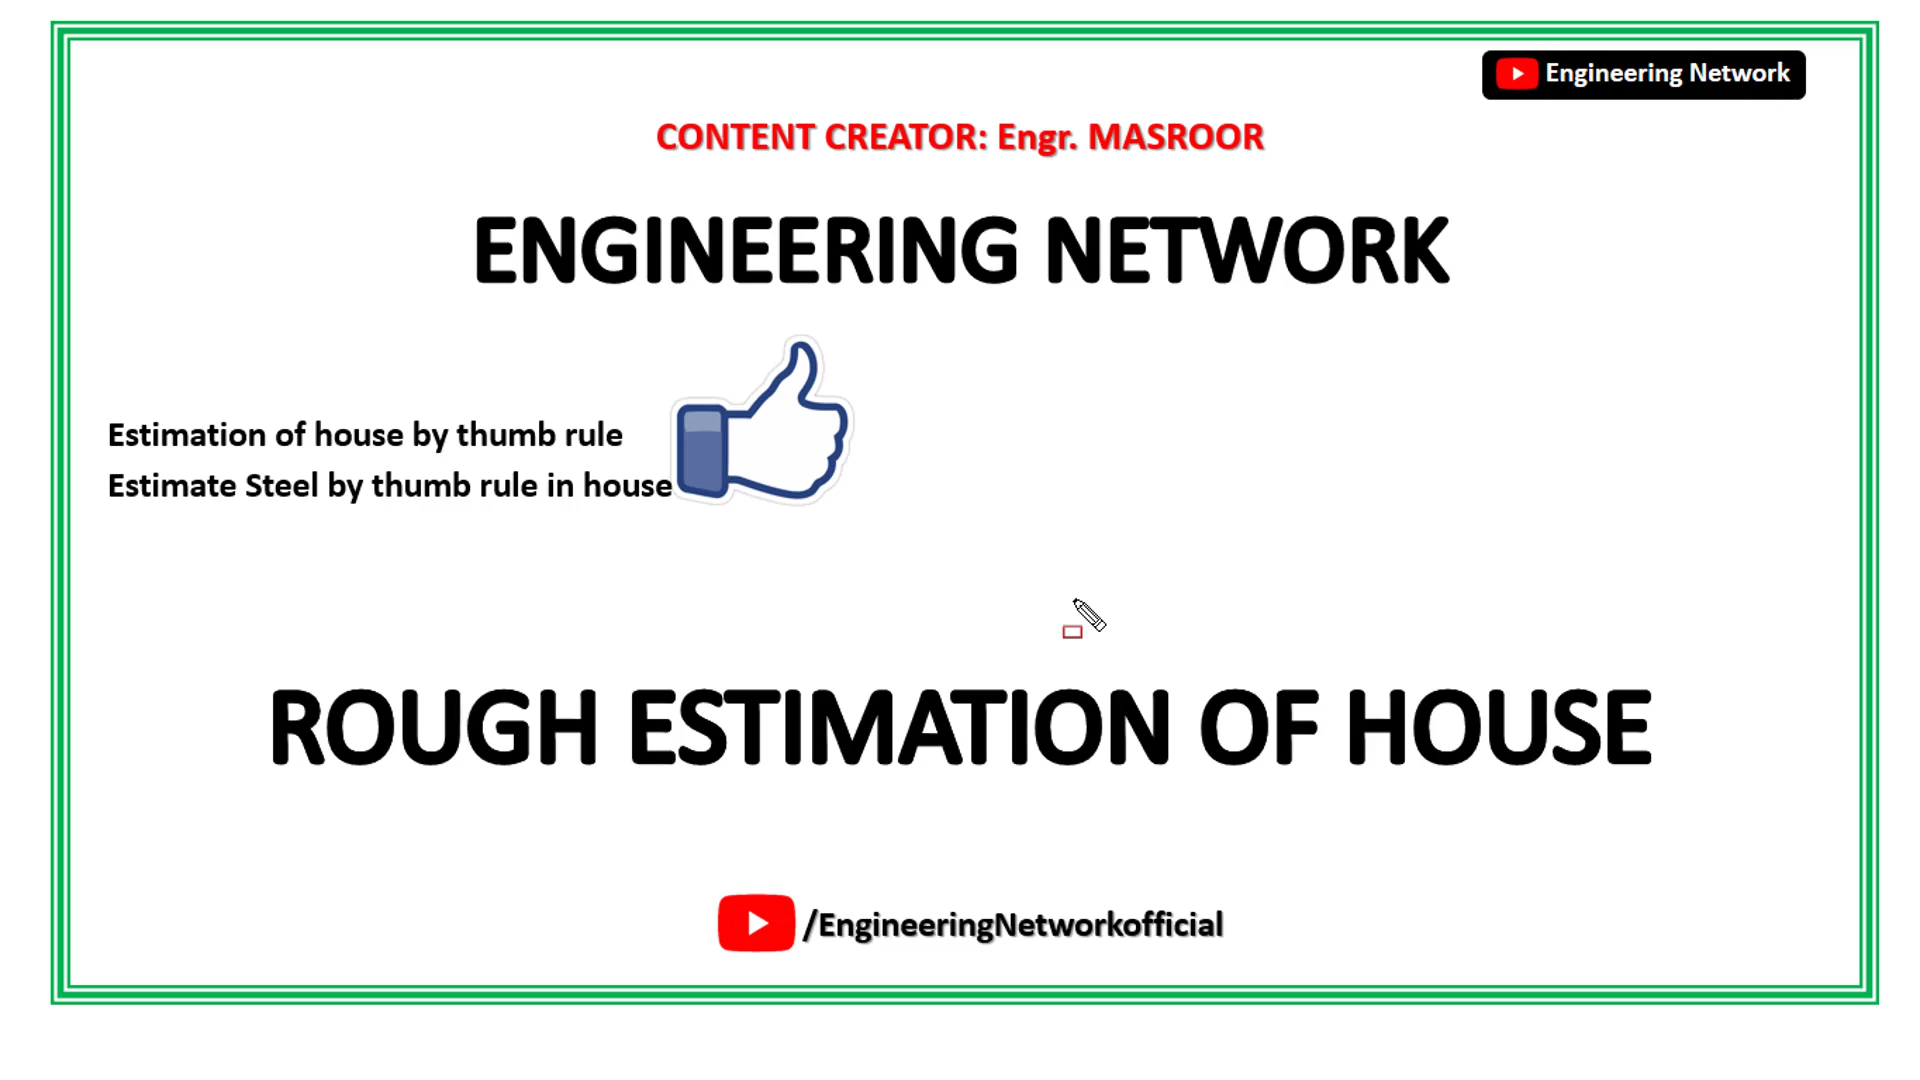 Engineering Network
CONTENT CREATOR: Engr. MASROOR
ENGINEERING NETWORK
Estimation of house by thumb rule
Estimate Steel by thumb rule in house
ROUGH ESTIMATION OF HOUSE
/EngineeringNetworkofficial